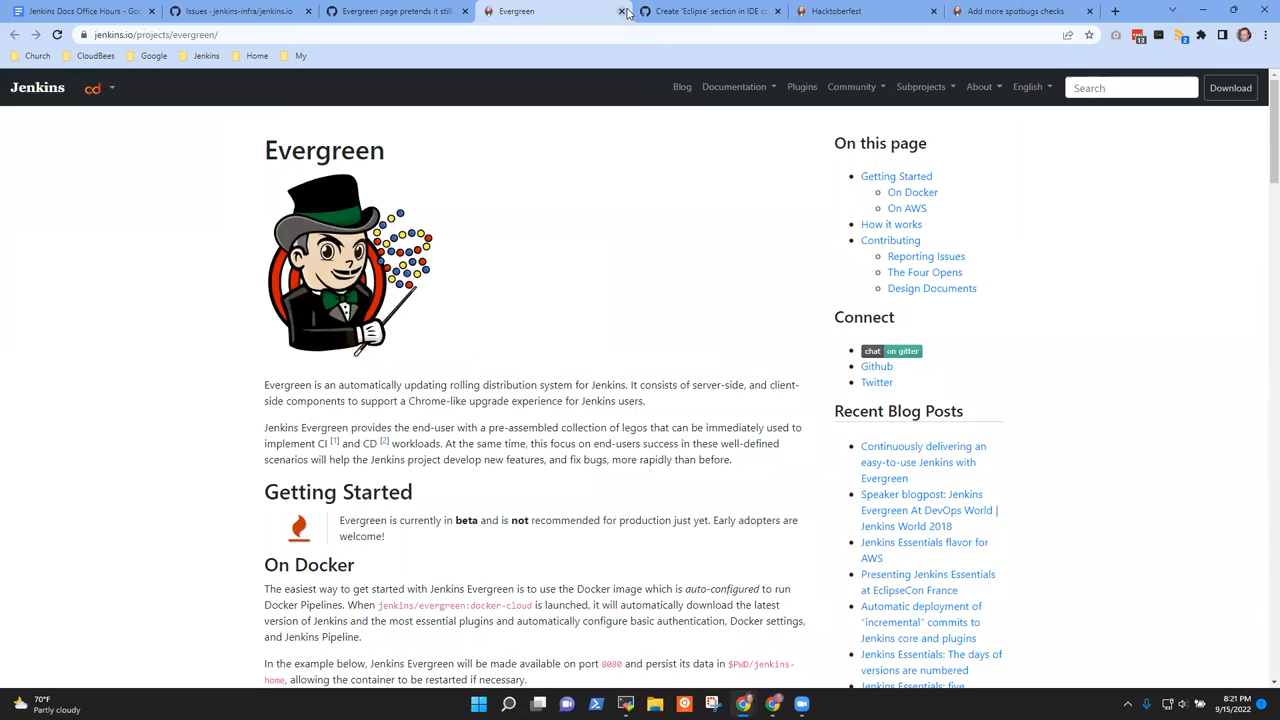 Jenkins Docs Office Hours - Goo
Issues · jenkins-infra/jenkins.io
Evergreen page pretends it still
Evergreen
Create 'Eclipse' section in IDE co
Hacktoberfest
Add more spotbugs checks
jenkins.io/projects/evergreen/
13
2
Church
CloudBees
Google
Jenkins
Home
My
Jenkins
cd
Blog
Documentation
Plugins
Community
Subprojects
About
English
Search
Download
Evergreen
Evergreen is an automatically updating rolling distribution system for Jenkins. It consists of server-side, and client-
side components to support a Chrome-like upgrade experience for Jenkins users.
Jenkins Evergreen provides the end-user with a pre-assembled collection of legos that can be immediately used to
implement CI [1] and CD [2] workloads. At the same time, this focus on end-users success in these well-defined
scenarios will help the Jenkins project develop new features, and fix bugs, more rapidly than before.
Getting Started
Evergreen is currently in beta and is not recommended for production just yet. Early adopters are
welcome!
On Docker
The easiest way to get started with Jenkins Evergreen is to use the Docker image which is auto-configured to run
Docker Pipelines. When jenkins/evergreen:docker-cloud is launched, it will automatically download the latest
version of Jenkins and the most essential plugins and automatically configure basic authentication, Docker settings,
and Jenkins Pipeline.
In the example below, Jenkins Evergreen will be made available on port 8080 and persist its data in $PWD/jenkins-
home, allowing the container to be restarted if necessary.
On this page
Getting Started
On Docker
On AWS
How it works
Contributing
Reporting Issues
The Four Opens
Design Documents
Connect
chat on gitter
Github
Twitter
Recent Blog Posts
Continuously delivering an
easy-to-use Jenkins with
Evergreen
Speaker blogpost: Jenkins
Evergreen At DevOps World |
Jenkins World 2018
Jenkins Essentials flavor for
AWS
Presenting Jenkins Essentials
at EclipseCon France
Automatic deployment of
"incremental" commits to
Jenkins core and plugins
Jenkins Essentials: The days of
versions are numbered
Jenkins Essentials: five
70°F
Partly cloudy
8:21 PM
9/15/2022